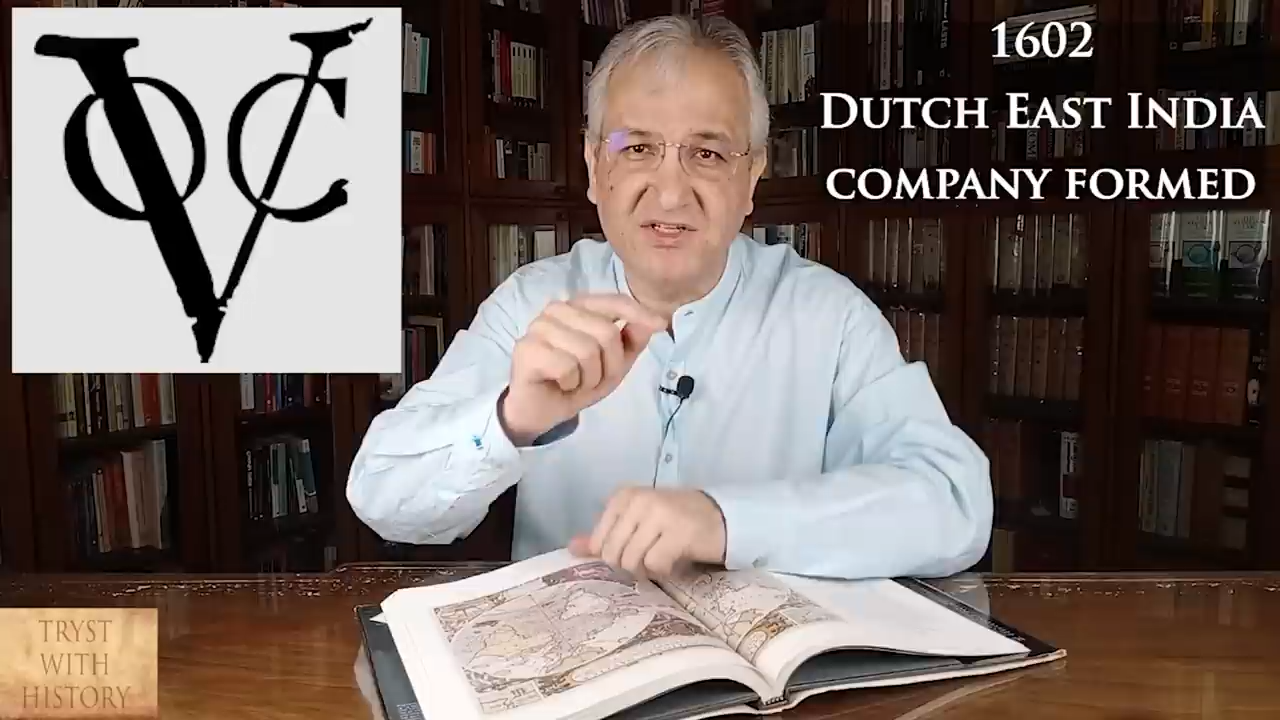 VOC
1602
DUTCH EAST INDIA
COMPANY FORMED
TRYST
WITH
HISTORY